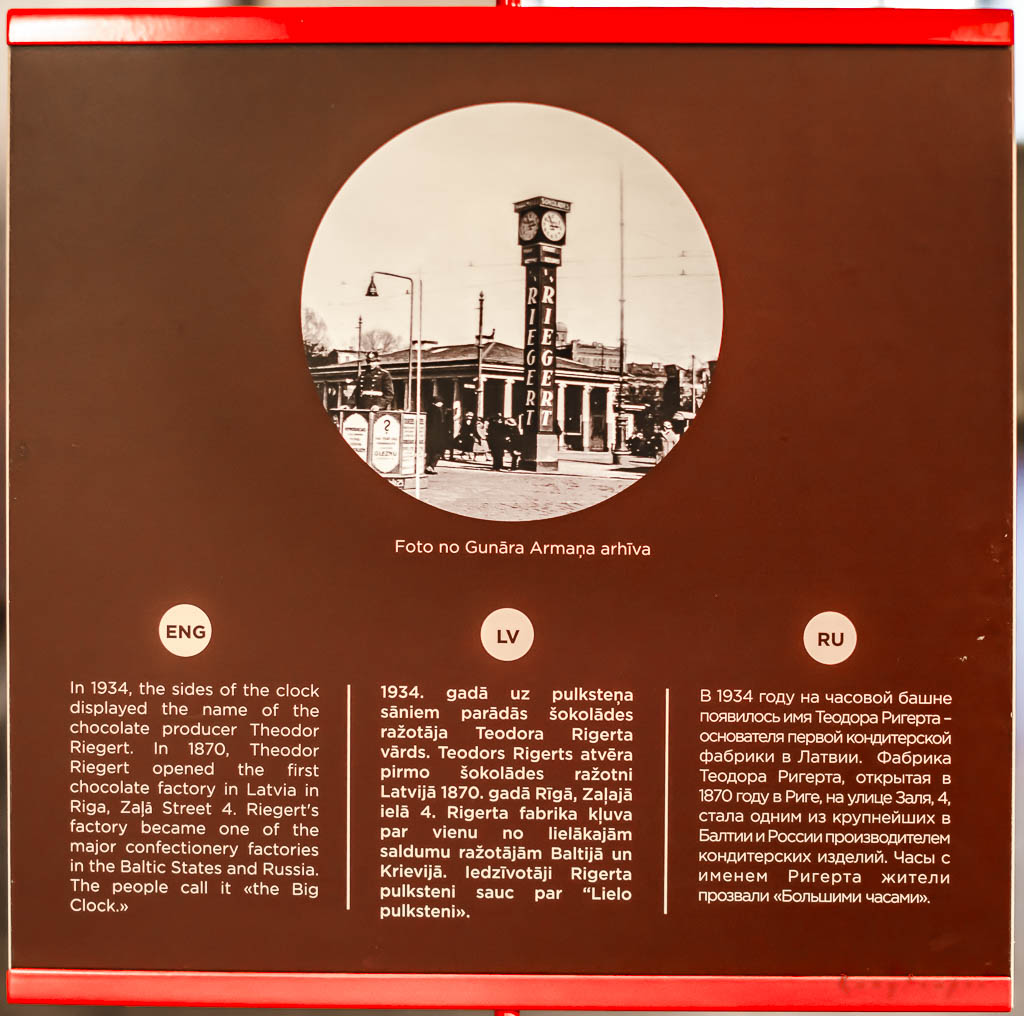 ŠOKOLĀDES
RIEGERT
RIEGERT
?
GLEZNU
Foto no Gunāra Armaņa arhīva
ENG
In 1934, the sides of the clock
displayed the name of the
chocolate producer Theodor
Riegert. In 1870, Theodor
Riegert opened the first
chocolate factory in Latvia in
Riga, Zaļā Street 4. Riegert's
factory became one of the
major confectionery factories
in the Baltic States and Russia.
The people call it «the Big
Clock.»
LV
1934. gadā uz pulksteņa
sāniem parādās šokolādes
ražotāja Teodora Rigerta
vārds. Teodors Rigerts atvēra
pirmo šokolādes ražotni
Latvijā 1870. gadā Rīgā, Zaļajā
ielā 4. Rigerta fabrika kļuva
par vienu no lielākajām
saldumu ražotājām Baltijā un
Krievijā. Iedzīvotāji Rigerta
pulksteni sauc par “Lielo
pulksteni».
RU
В 1934 году на часовой башне
появилось имя Теодора Ригерта –
основателя первой кондитерской
фабрики в Латвии. Фабрика
Теодора Ригерта, открытая в
1870 году в Риге, на улице Заля, 4,
стала одним из крупнейших в
Балтии и России производителем
кондитерских изделий. Часы с
именем Ригерта жители
прозвали «Большими часами».